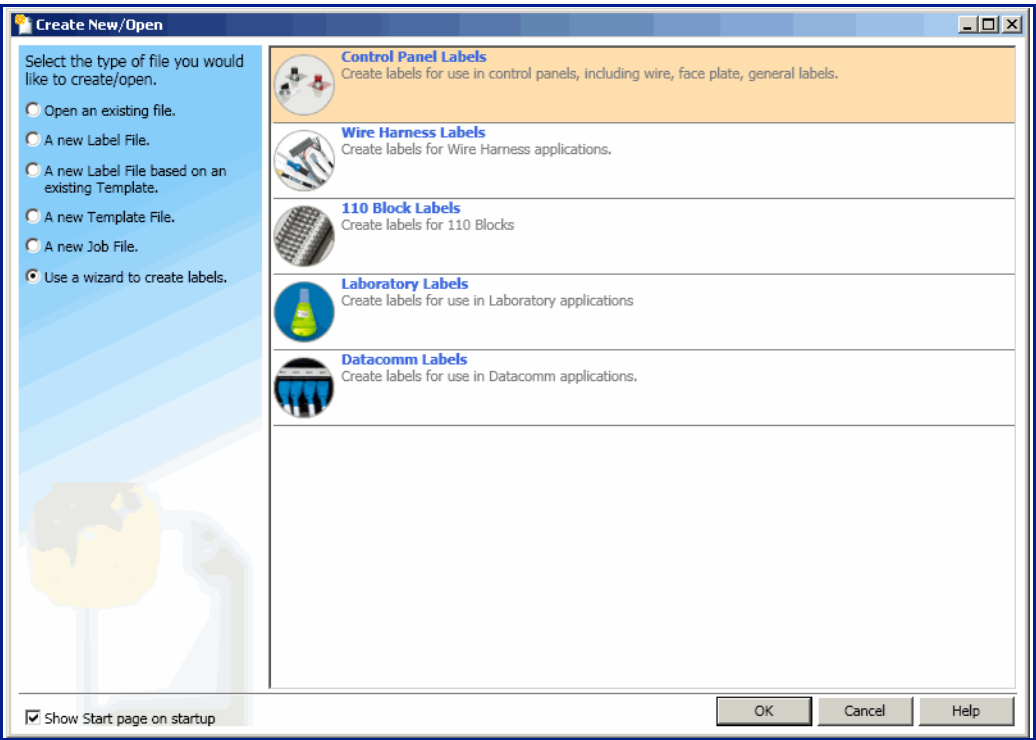 Create New/Open
Select the type of file you would
like to create/open.
Open an existing file.
A new Label File.
A new Label File based on an
existing Template.
A new Template File.
A new Job File.
Use a wizard to create labels.
Control Panel Labels
Create labels for use in control panels, including wire, face plate, general labels.
Wire Harness Labels
Create labels for Wire Harness applications.
110 Block Labels
Create labels for 110 Blocks
Laboratory Labels
Create labels for use in Laboratory applications
Datacomm Labels
Create labels for use in Datacomm applications.
Show Start page on startup
OK
Cancel
Help